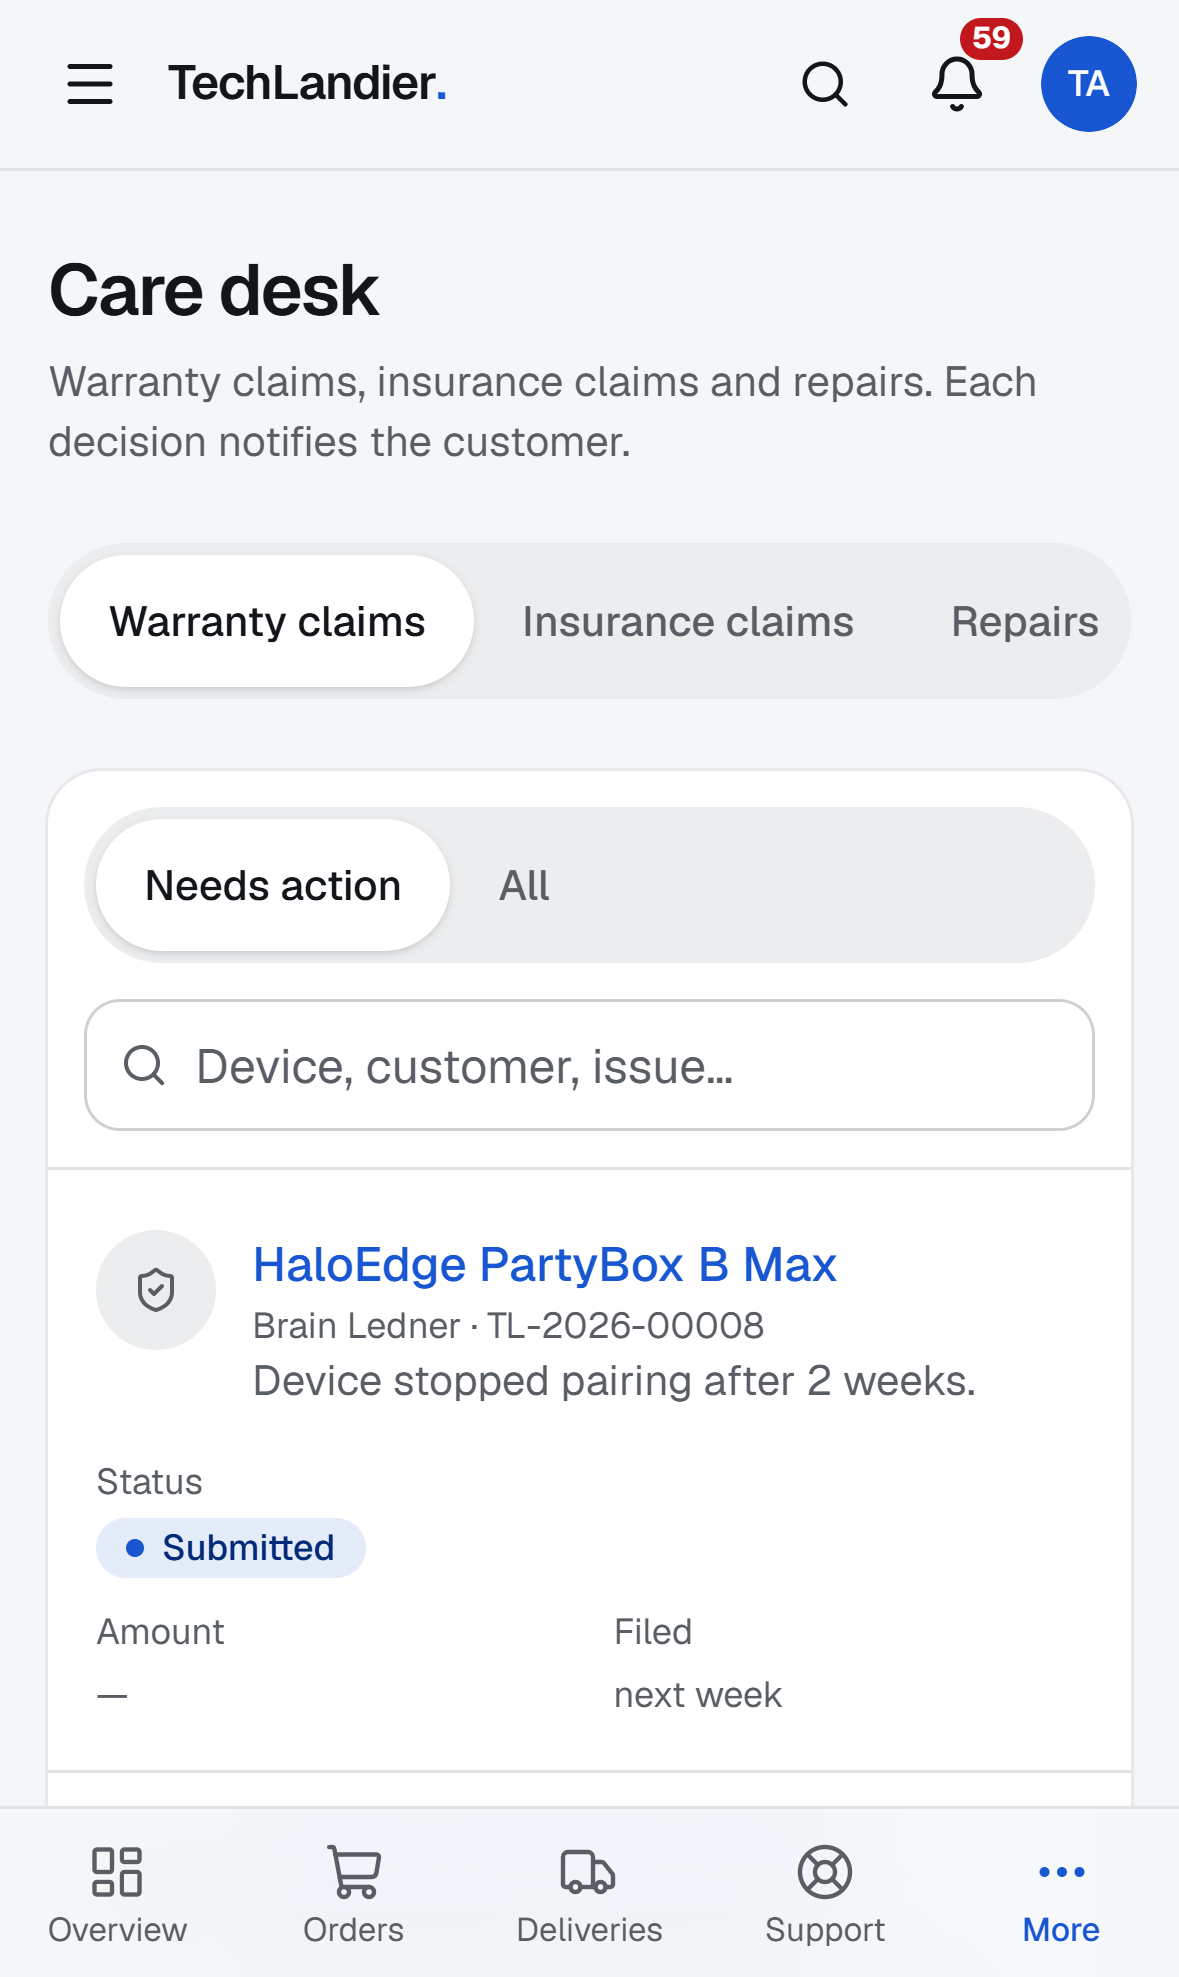 TechLandier.
59
TA
Care desk
Warranty claims, insurance claims and repairs. Each
decision notifies the customer.
Warranty claims
Insurance claims
Repairs
Needs action
All
Device, customer, issue...
HaloEdge PartyBox B Max
Brain Ledner · TL-2026-00008
Device stopped pairing after 2 weeks.
Status
Submitted
Amount
Filed
—
next week
Overview
Orders
Deliveries
Support
More